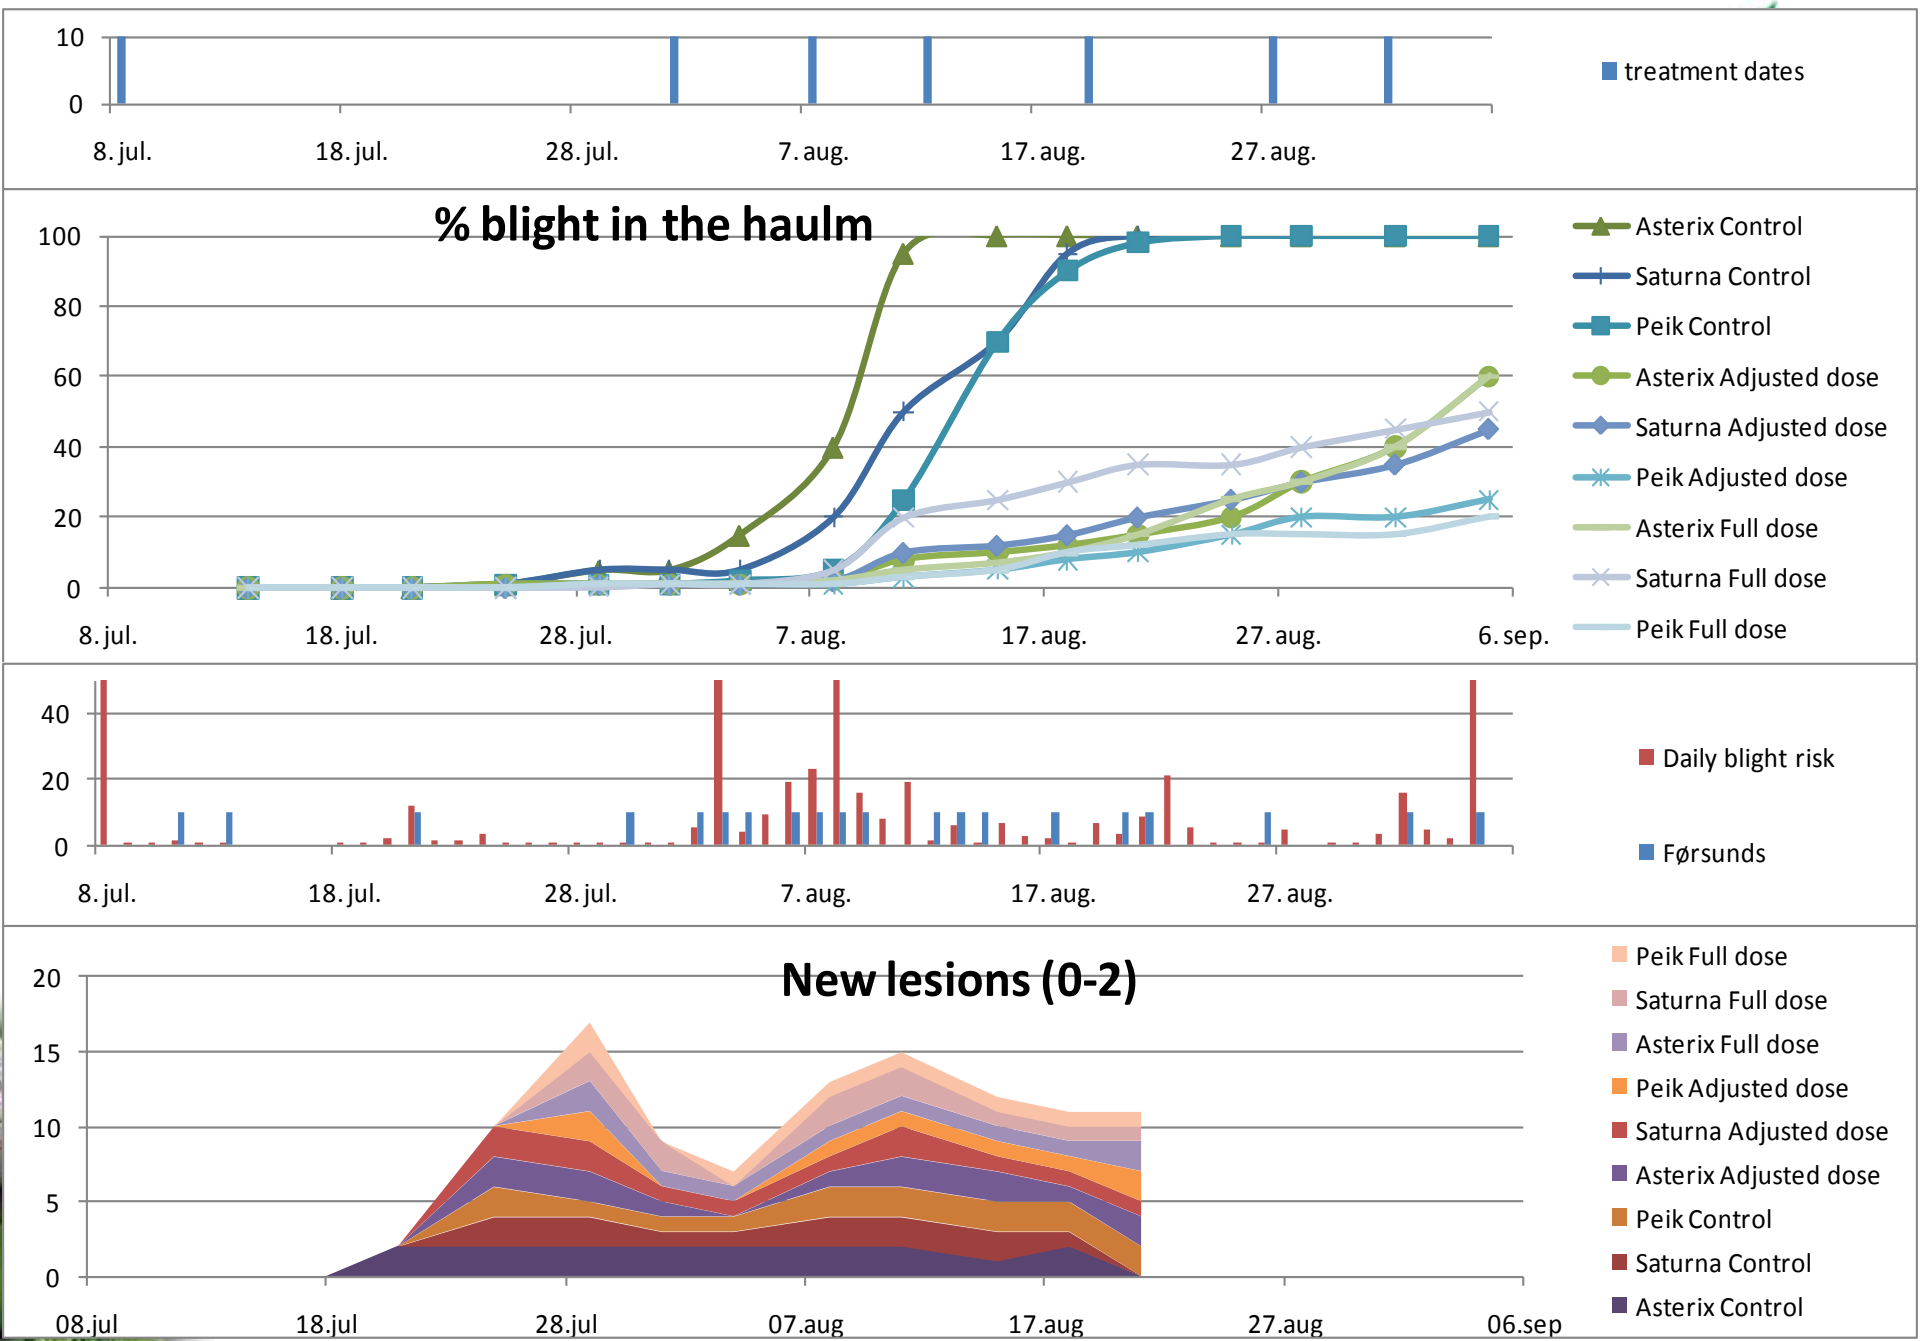 10
treatment dates
0
8. jul.
18. jul.
28. jul.
7. aug.
17. aug.
27. aug.
% blight in the haulm
100
80
60
40
20
0
8. jul.
18. jul.
28. jul.
7. aug.
17. aug.
27. aug.
6. sep.
Asterix Control
Saturna Control
Peik Control
Asterix Adjusted dose
Saturna Adjusted dose
Peik Adjusted dose
Asterix Full dose
Saturna Full dose
Peik Full dose
40
20
0
8. jul.
18. jul.
28. jul.
7. aug.
17. aug.
27. aug.
Daily blight risk
Førsunds
New lesions (0-2)
20
15
10
5
0
08.jul
18.jul
28.jul
07.aug
17.aug
27.aug
06.sep
Peik Full dose
Saturna Full dose
Asterix Full dose
Peik Adjusted dose
Saturna Adjusted dose
Asterix Adjusted dose
Peik Control
Saturna Control
Asterix Control